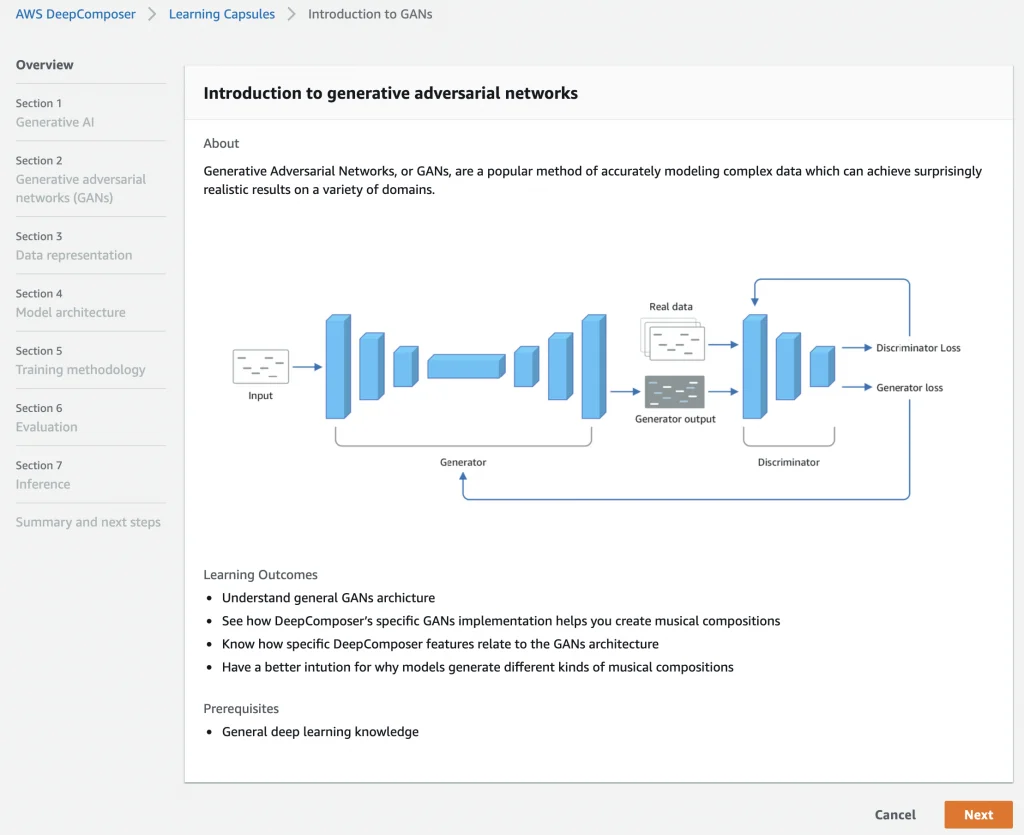 AWS DeepComposer > Learning Capsules > Introduction to GANs
Overview
Section 1
Generative AI
Section 2
Generative adversarial
networks (GANs)
Section 3
Data representation
Section 4
Model architecture
Section 5
Training methodology
Section 6
Evaluation
Section 7
Inference
Summary and next steps
Introduction to generative adversarial networks
About
Generative Adversarial Networks, or GANs, are a popular method of accurately modeling complex data which can achieve surprisingly
realistic results on a variety of domains.
Real data
Discriminator Loss
Generator loss
Input
Generator output
Generator
Discriminator
Learning Outcomes
• Understand general GANs archicture
• See how DeepComposer’s specific GANs implementation helps you create musical compositions
• Know how specific DeepComposer features relate to the GANs architecture
• Have a better intution for why models generate different kinds of musical compositions
Prerequisites
• General deep learning knowledge
Cancel
Next